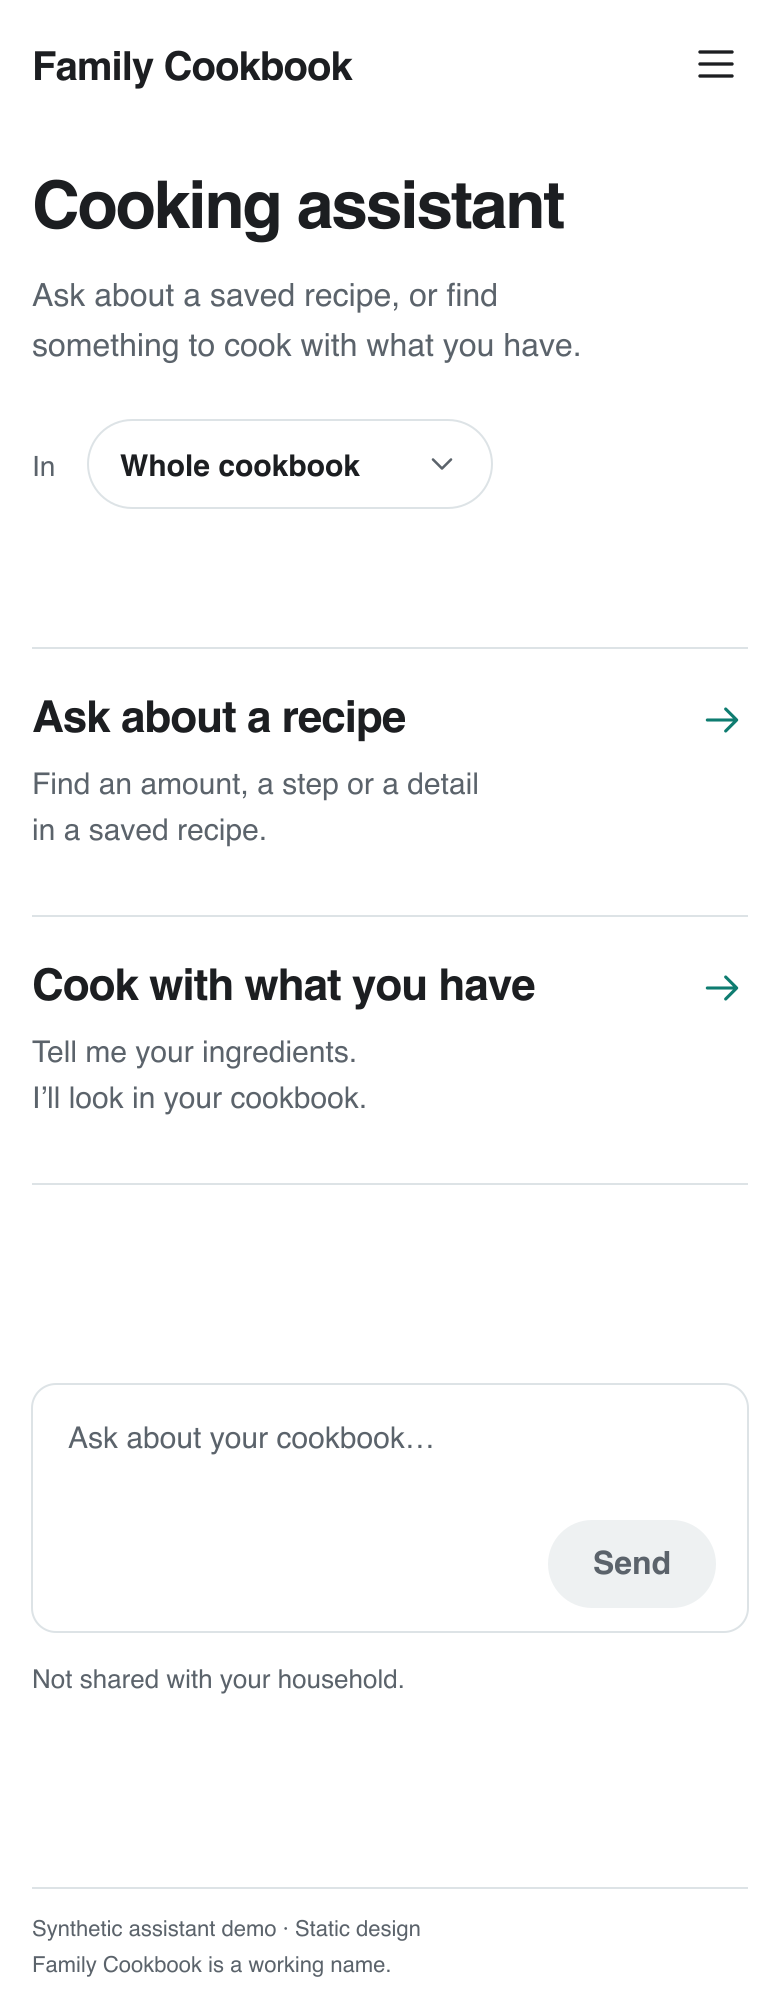 Family Cookbook
Cooking assistant
Ask about a saved recipe, or find
something to cook with what you have.
In
Whole cookbook
Ask about a recipe
Find an amount, a step or a detail
in a saved recipe.
Cook with what you have
Tell me your ingredients.
I’ll look in your cookbook.
Ask about your cookbook…
Send
Not shared with your household.
Synthetic assistant demo · Static design
Family Cookbook is a working name.